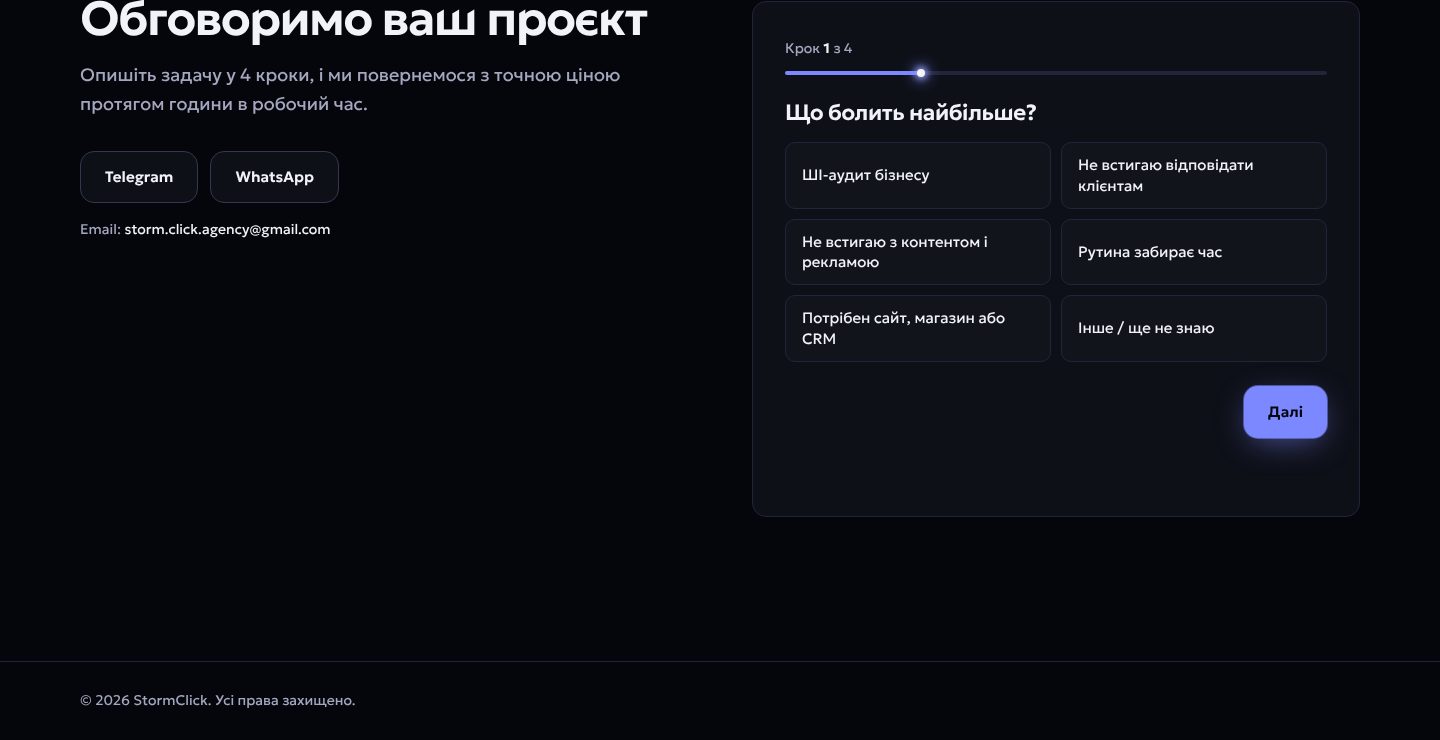 Обговоримо ваш проєкт
Опишіть задачу у 4 кроки, і ми повернемося з точною ціною
протягом години в робочий час.
Telegram
WhatsApp
Email: storm.click.agency@gmail.com
Крок 1 з 4
Що болить найбільше?
ШІ-аудит бізнесу
Не встигаю відповідати
клієнтам
Не встигаю з контентом і
рекламою
Рутина забирає час
Потрібен сайт, магазин або
CRM
Інше / ще не знаю
Далі
© 2026 StormClick. Усі права захищено.